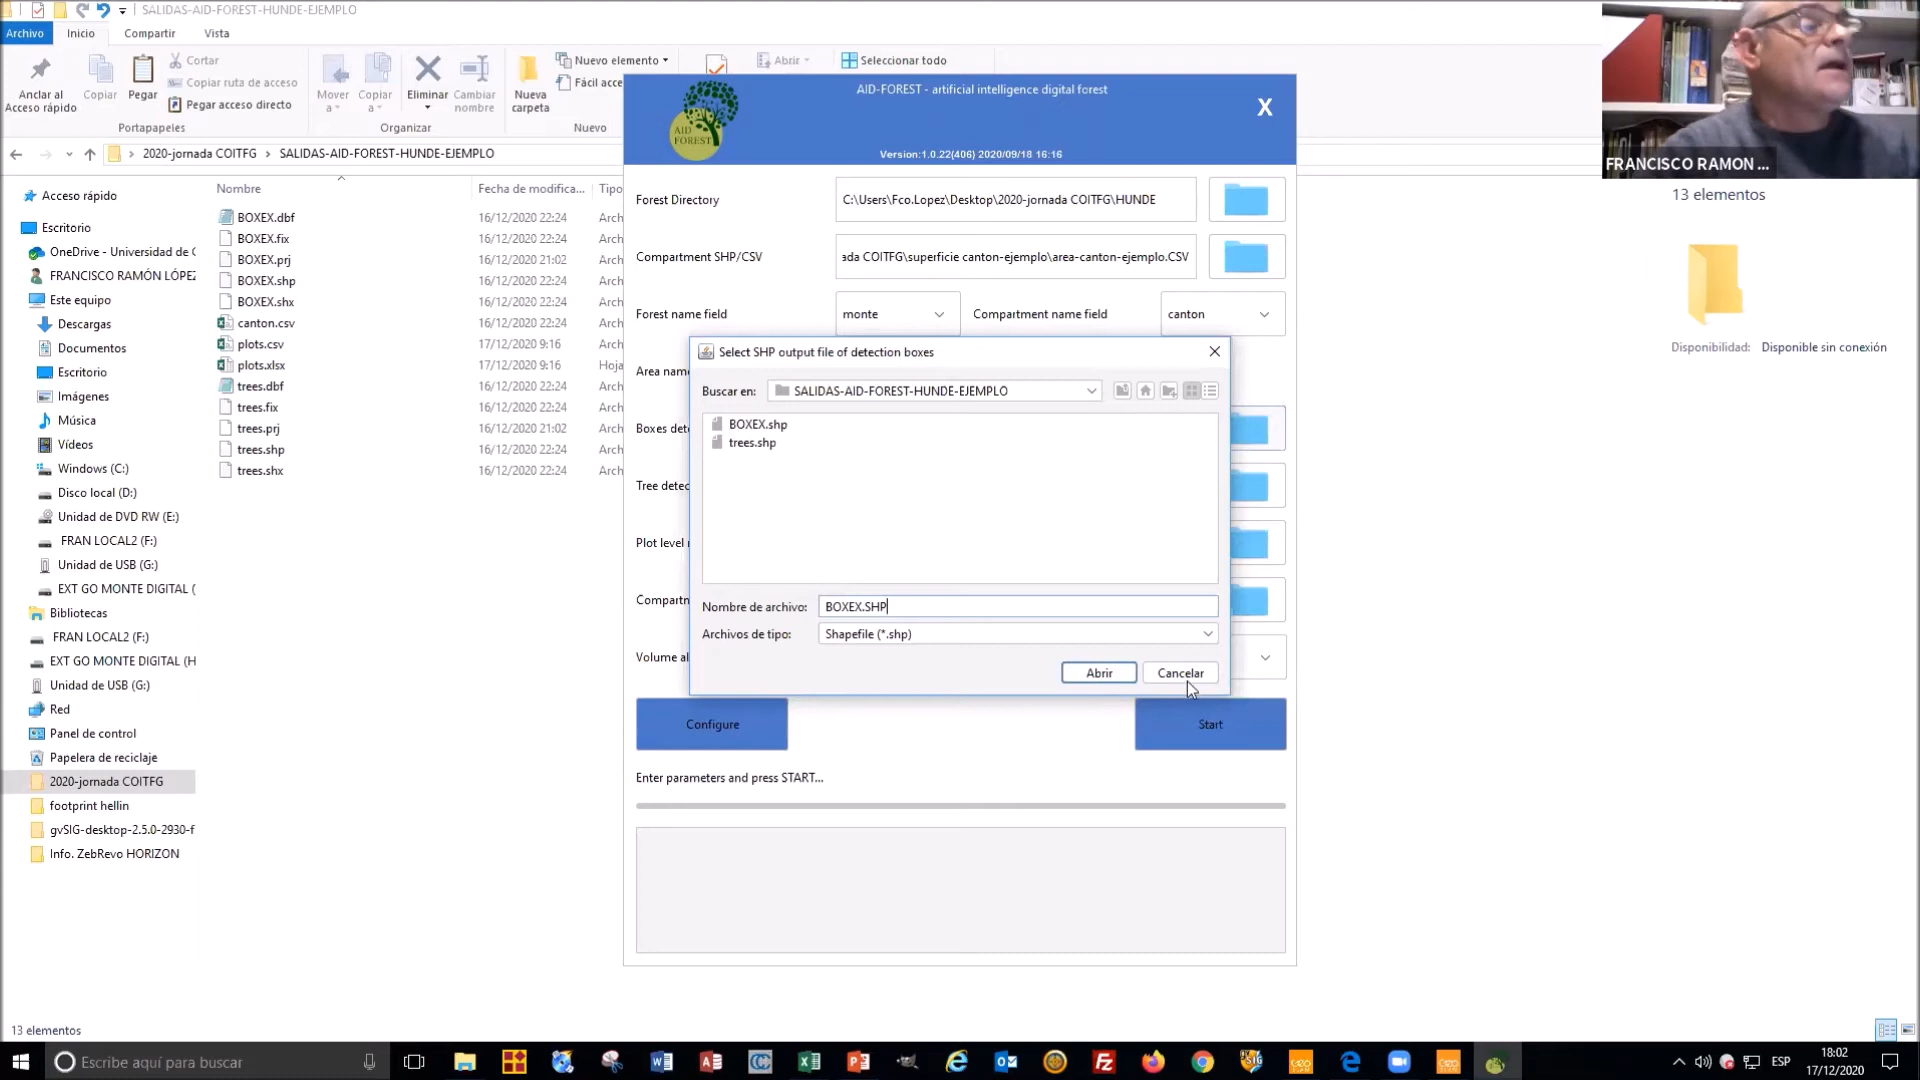 SALIDAS-AID-FOREST-HUNDE-EJEMPLO
Archivo
Inicio
Compartir
Vista
Anclar al
Acceso rápido
Copiar
Pegar
Cortar
Copiar ruta de acceso
Pegar acceso directo
Portapapeles
Mover
a
Copiar
a
Eliminar
Cambiar
nombre
Organizar
Nueva
carpeta
Nuevo elemento
Fácil acce
Nuevo
Abrir
Seleccionar todo
2020-jornada COITFG > SALIDAS-AID-FOREST-HUNDE-EJEMPLO
Acceso rápido
Escritorio
OneDrive - Universidad de C
FRANCISCO RAMÓN LÓPEZ
Este equipo
Descargas
Documentos
Escritorio
Imágenes
Música
Vídeos
Windows (C:)
Disco local (D:)
Unidad de DVD RW (E:)
FRAN LOCAL2 (F:)
Unidad de USB (G:)
EXT GO MONTE DIGITAL (
Bibliotecas
FRAN LOCAL2 (F:)
EXT GO MONTE DIGITAL (H
Unidad de USB (G:)
Red
Panel de control
Papelera de reciclaje
2020-jornada COITFG
footprint hellin
gvSIG-desktop-2.5.0-2930-f
Info. ZebRevo HORIZON
Nombre Fecha de modifica... Tipo
BOXEX.dbf 16/12/2020 22:24 Arch
BOXEX.fix 16/12/2020 22:24 Arch
BOXEX.prj 16/12/2020 21:02 Arch
BOXEX.shp 16/12/2020 22:24 Arch
BOXEX.shx 16/12/2020 22:24 Arch
canton.csv 16/12/2020 22:24 Arch
plots.csv 17/12/2020 9:16 Arch
plots.xlsx 17/12/2020 9:16 Hoja
trees.dbf 16/12/2020 22:24 Arch
trees.fix 16/12/2020 22:24 Arch
trees.prj 16/12/2020 21:02 Arch
trees.shp 16/12/2020 22:24 Arch
trees.shx 16/12/2020 22:24 Arch
AID
FOREST
AID-FOREST - artificial intelligence digital forest
X
Version:1.0.22(406) 2020/09/18 16:16
Forest Directory C:\Users\Fco.Lopez\Desktop\2020-jornada COITFG\HUNDE
Compartment SHP/CSV ada COITFG\superficie canton-ejemplo\area-canton-ejemplo.CSV
Forest name field monte Compartment name field canton
Area nam
Boxes dete
Tree detec
Plot level r
Compartn
Volume al
Select SHP output file of detection boxes
Buscar en: SALIDAS-AID-FOREST-HUNDE-EJEMPLO
BOXEX.shp
trees.shp
Nombre de archivo: BOXEX.SHP
Archivos de tipo: Shapefile (*.shp)
Abrir
Cancelar
Configure
Start
Enter parameters and press START...
FRANCISCO RAMON ...
13 elementos
Disponibilidad: Disponible sin conexión
13 elementos
Escribe aquí para buscar
ESP
18:02
17/12/2020